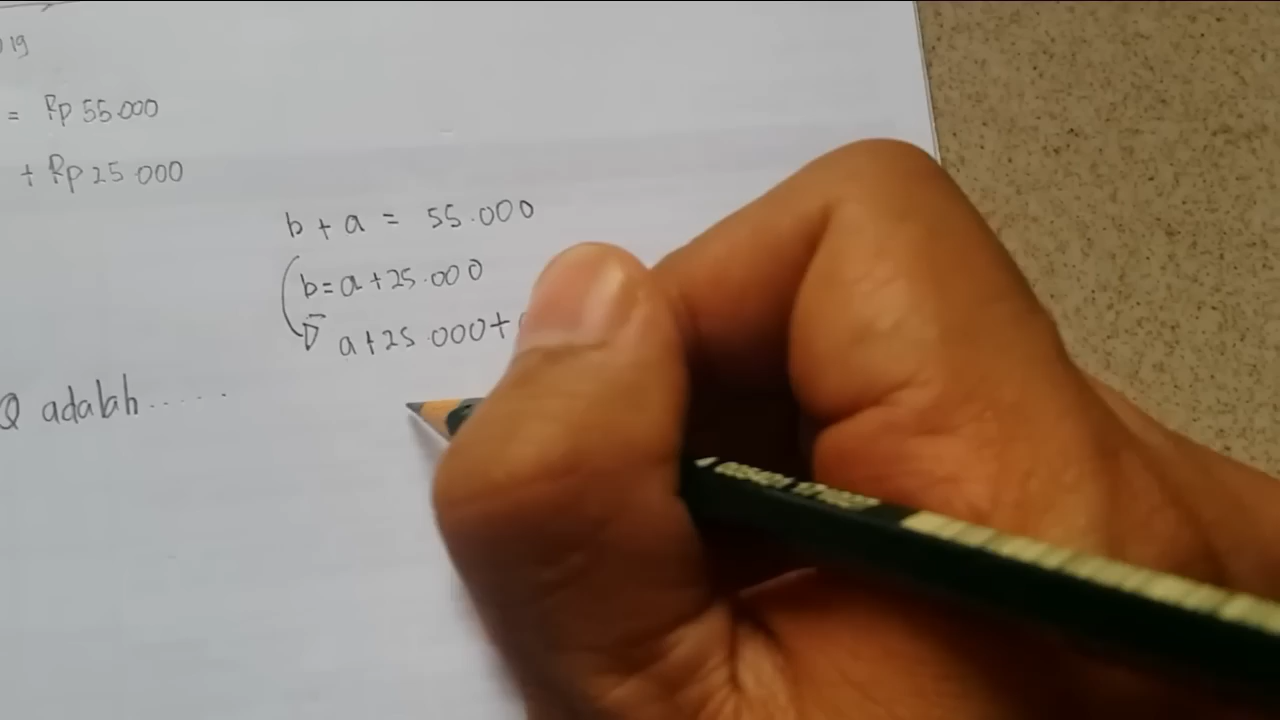 19
= Rp 55.000
+ Rp 25.000
b + a = 55.000
b = a + 25.000
a + 25.000 +
Q adalah .....